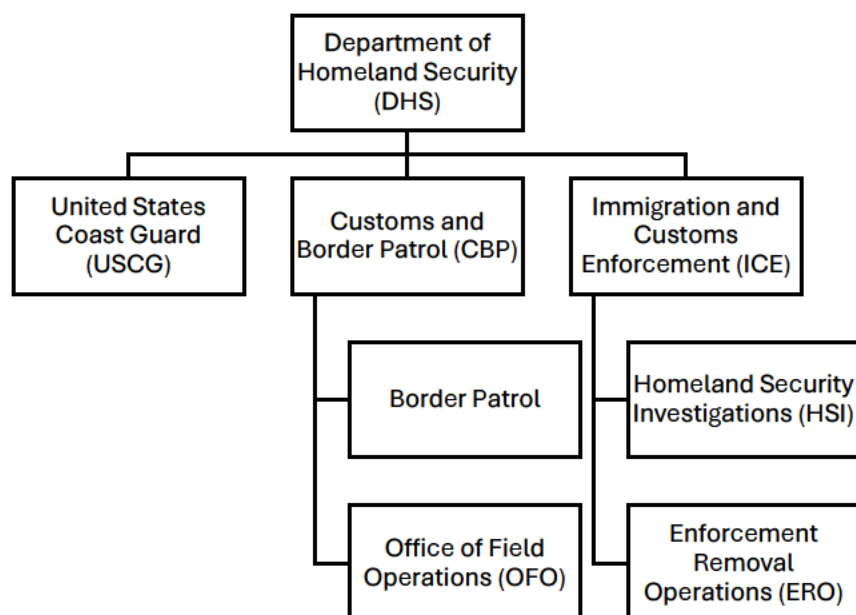 Department of
Homeland Security
(DHS)
United States
Coast Guard
(USCG)
Customs and
Border Patrol (CBP)
Immigration and
Customs
Enforcement (ICE)
Border Patrol
Homeland Security
Investigations (HSI)
Office of Field
Operations (OFO)
Enforcement
Removal
Operations (ERO)